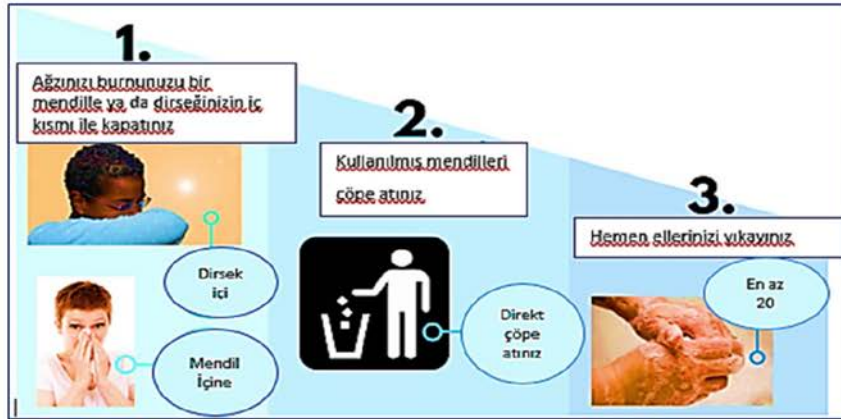 1.
Ağzınızı burnunuzu bir
mendille ya da dirseğinizin iç
kısmı ile kapatınız
Dirsek
içi
Mendil
İçine
2.
Kullanılmış mendilleri
çöpe atınız
Direkt
çöpe
atınız
3.
Hemen ellerinizi yıkayınız
En az
20